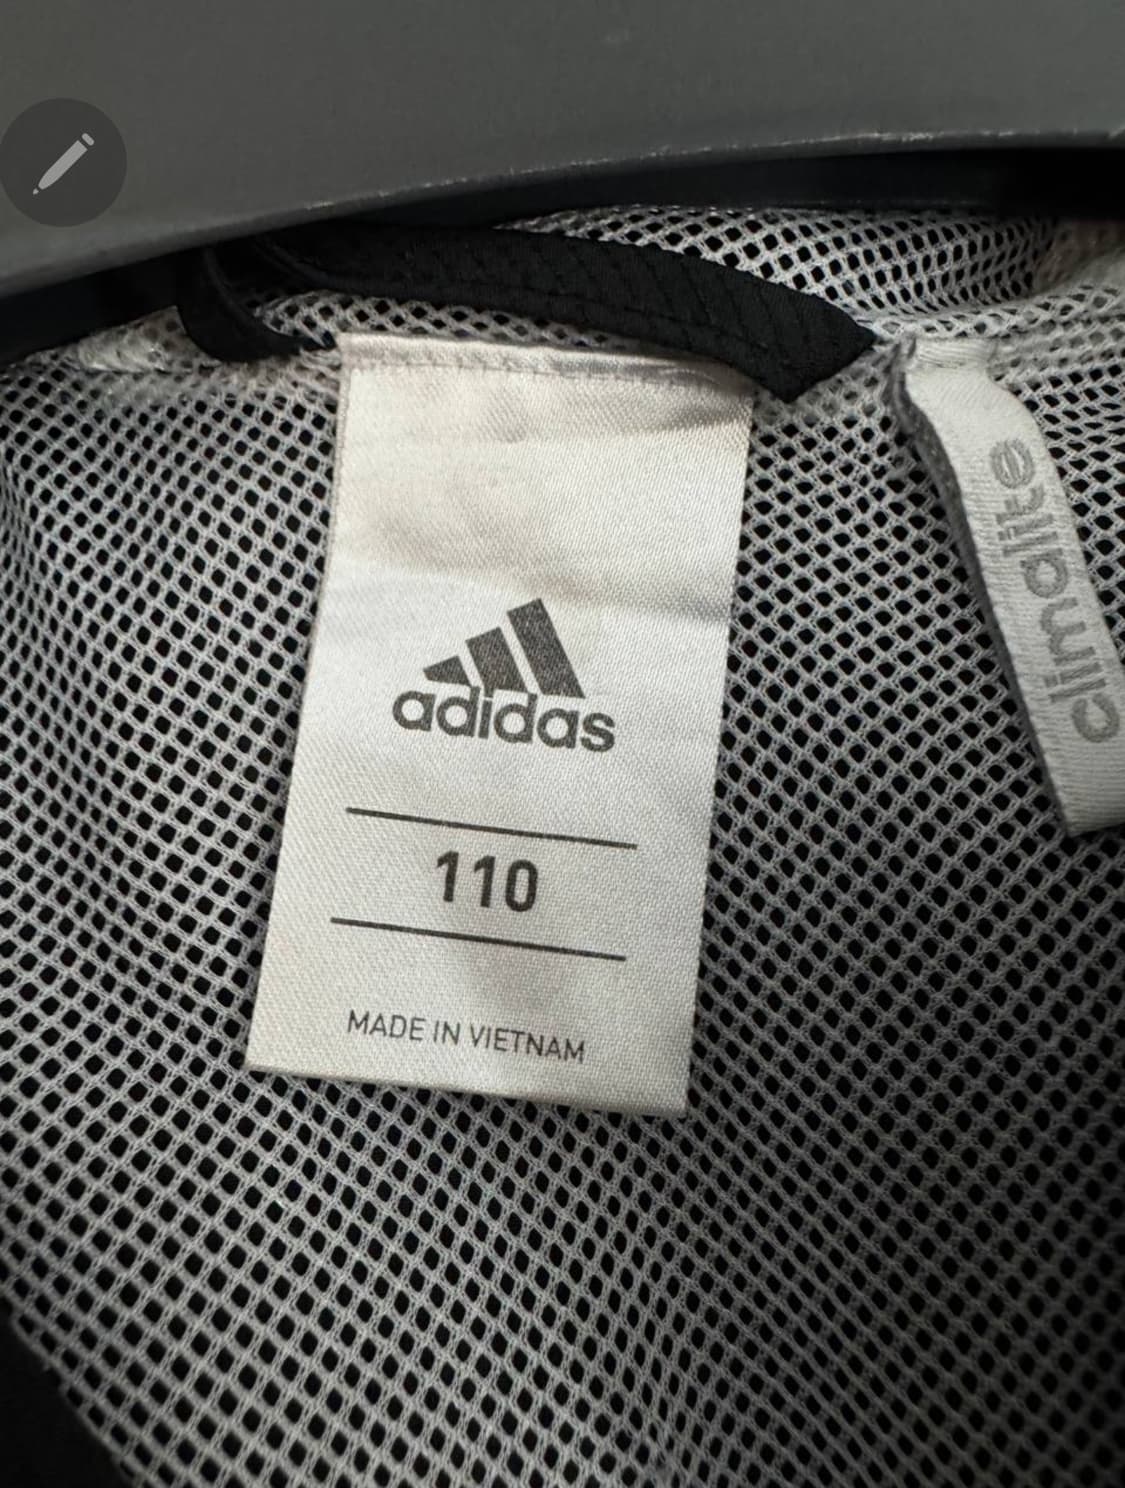 adidas
110
MADE IN VIETNAM
climalite